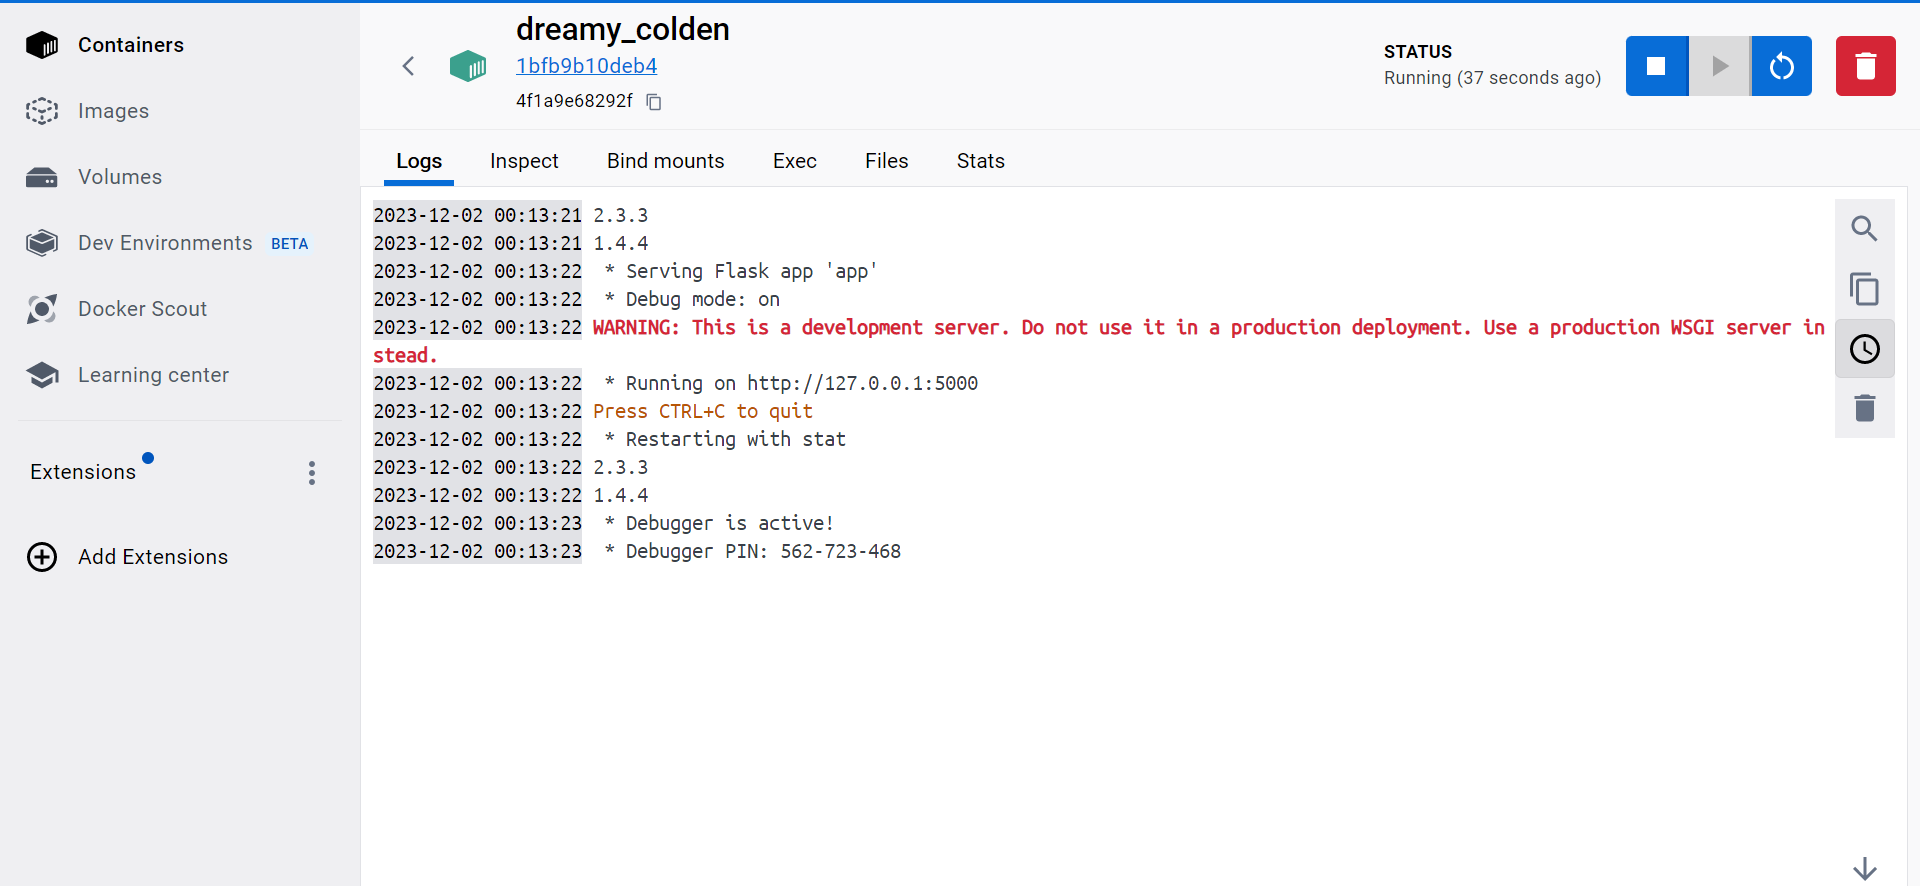 Containers
Images
Volumes
Dev Environments BETA
Docker Scout
Learning center
Extensions
Add Extensions
dreamy_colden
1bfb9b10deb4
4f1a9e68292f
STATUS
Running (37 seconds ago)
Logs Inspect Bind mounts Exec Files Stats
2023-12-02 00:13:21 2.3.3
2023-12-02 00:13:21 1.4.4
2023-12-02 00:13:22  * Serving Flask app 'app'
2023-12-02 00:13:22  * Debug mode: on
2023-12-02 00:13:22 WARNING: This is a development server. Do not use it in a production deployment. Use a production WSGI server in
stead.
2023-12-02 00:13:22  * Running on http://127.0.0.1:5000
2023-12-02 00:13:22 Press CTRL+C to quit
2023-12-02 00:13:22  * Restarting with stat
2023-12-02 00:13:22 2.3.3
2023-12-02 00:13:22 1.4.4
2023-12-02 00:13:23  * Debugger is active!
2023-12-02 00:13:23  * Debugger PIN: 562-723-468